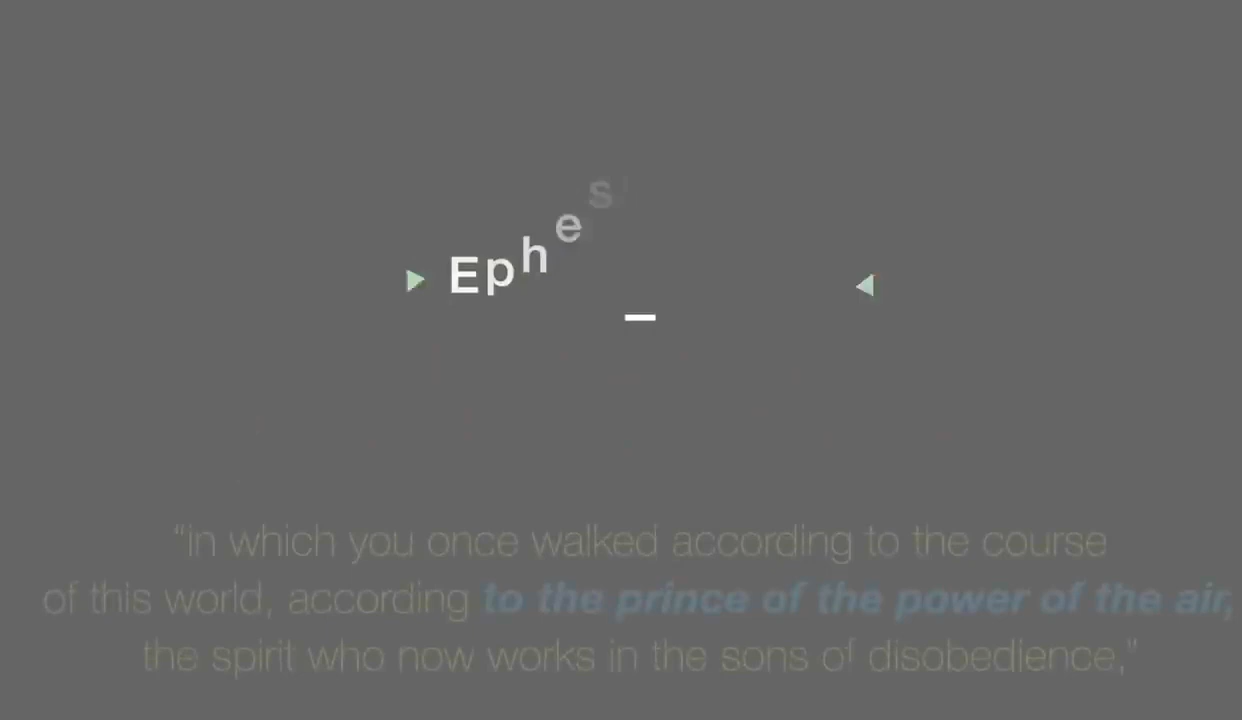 Ephes
“in which you once walked according to the course
of this world, according to the prince of the power of the air,
the spirit who now works in the sons of disobedience,”